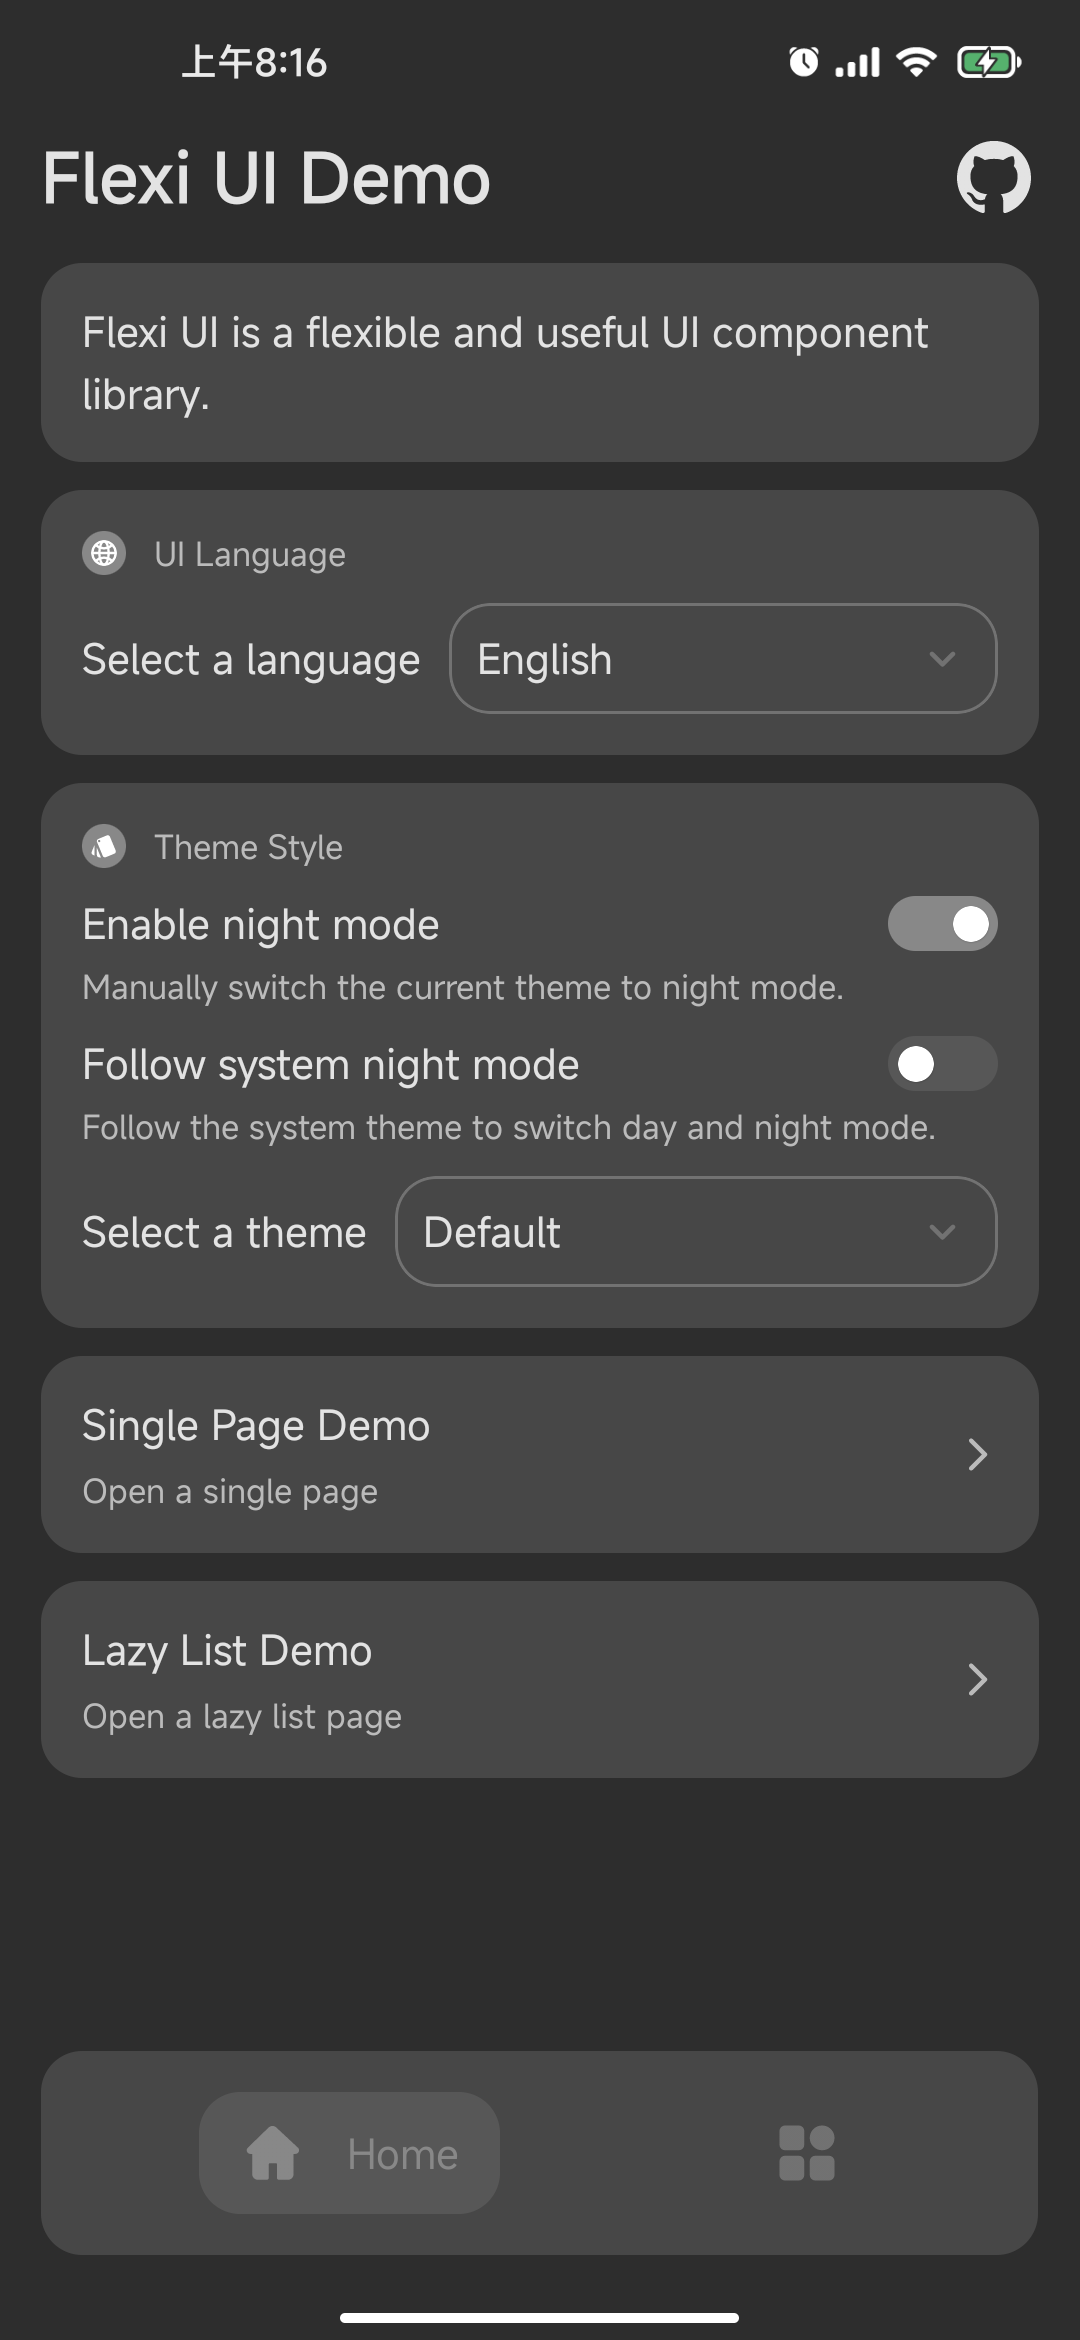 上午8:16
Flexi UI Demo
Flexi UI is a flexible and useful UI component
library.
UI Language
Select a language
English
Theme Style
Enable night mode
Manually switch the current theme to night mode.
Follow system night mode
Follow the system theme to switch day and night mode.
Select a theme
Default
Single Page Demo
Open a single page
Lazy List Demo
Open a lazy list page
Home